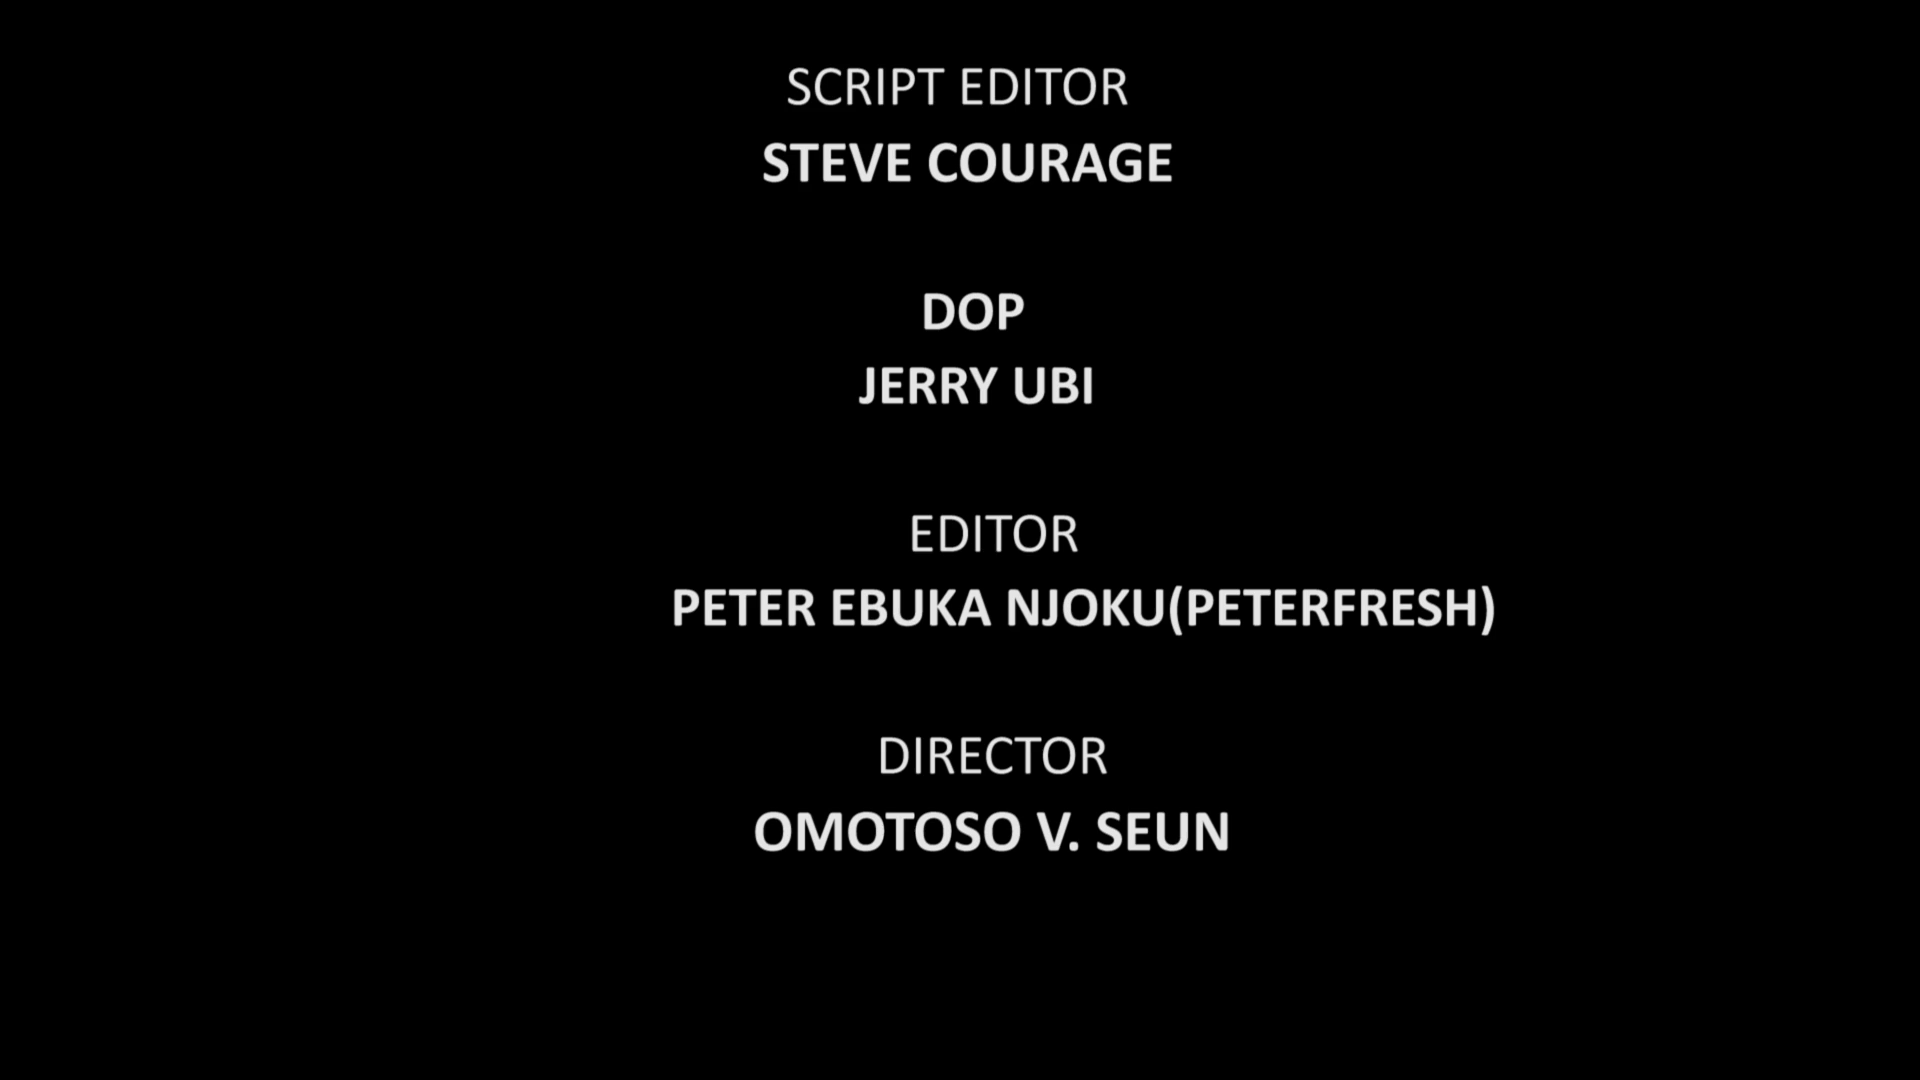 SCRIPT EDITOR
STEVE COURAGE
DOP
JERRY UBI
EDITOR
PETER EBUKA NJOKU(PETERFRESH)
DIRECTOR
OMOTOSO V. SEUN